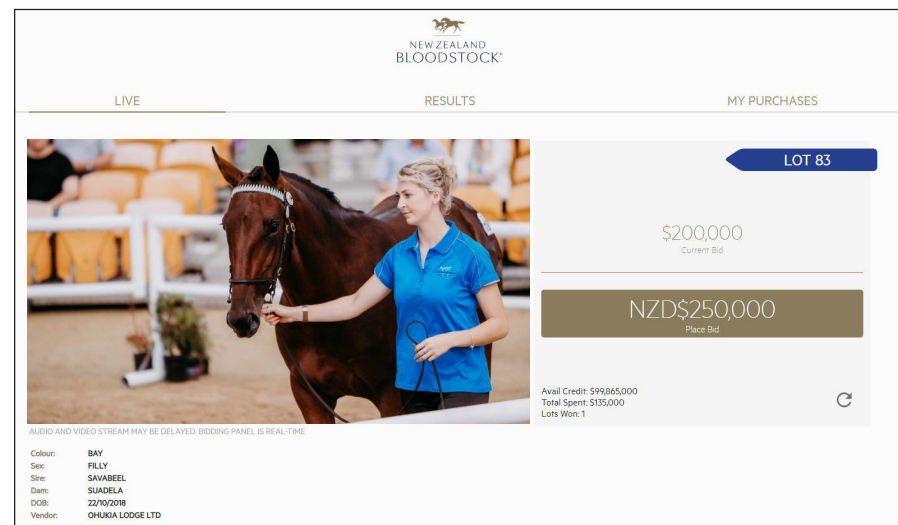 NEW ZEALAND
BLOODSTOCK®
LIVE
RESULTS
MY PURCHASES
LOT 83
$200,000
Current Bid
NZD$250,000
Place Bid
Avail Credit: $99,865,000
Total Spent: $135,000
Lots Won: 1
AUDIO AND VIDEO STREAM MAY BE DELAYED. BIDDING PANEL IS REAL-TIME
Colour: BAY
Sex: FILLY
Sire: SAVABEEL
Dam: SUADELA
DOB: 22/10/2018
Vendor: OHUKIA LODGE LTD